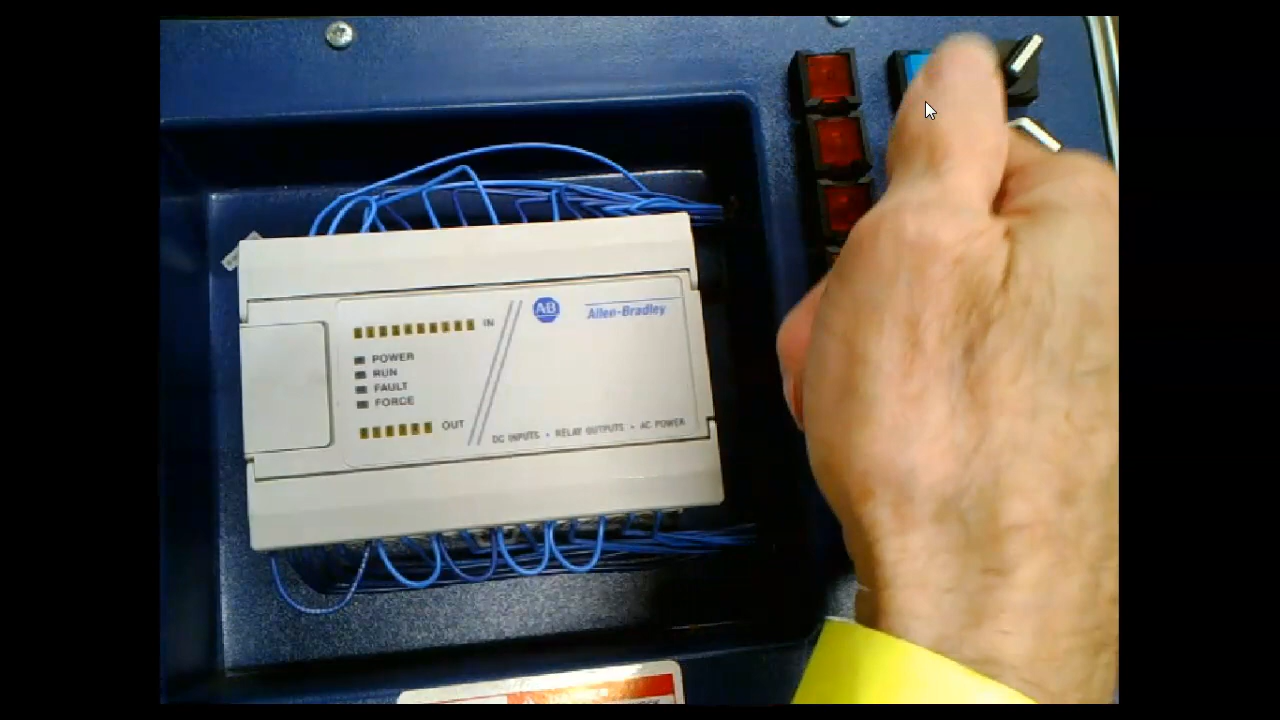 AB
Allen-Bradley
IN
POWER
RUN
FAULT
FORCE
OUT
DC INPUTS • RELAY OUTPUTS • AC POWER